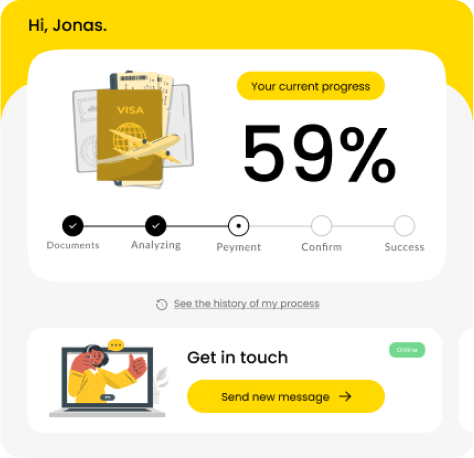 Hi, Jonas.
VISA
Your current progress
59%
Documents
Analyzing
Peyment
Confirm
Success
See the history of my process
Get in touch
Online
Send new message